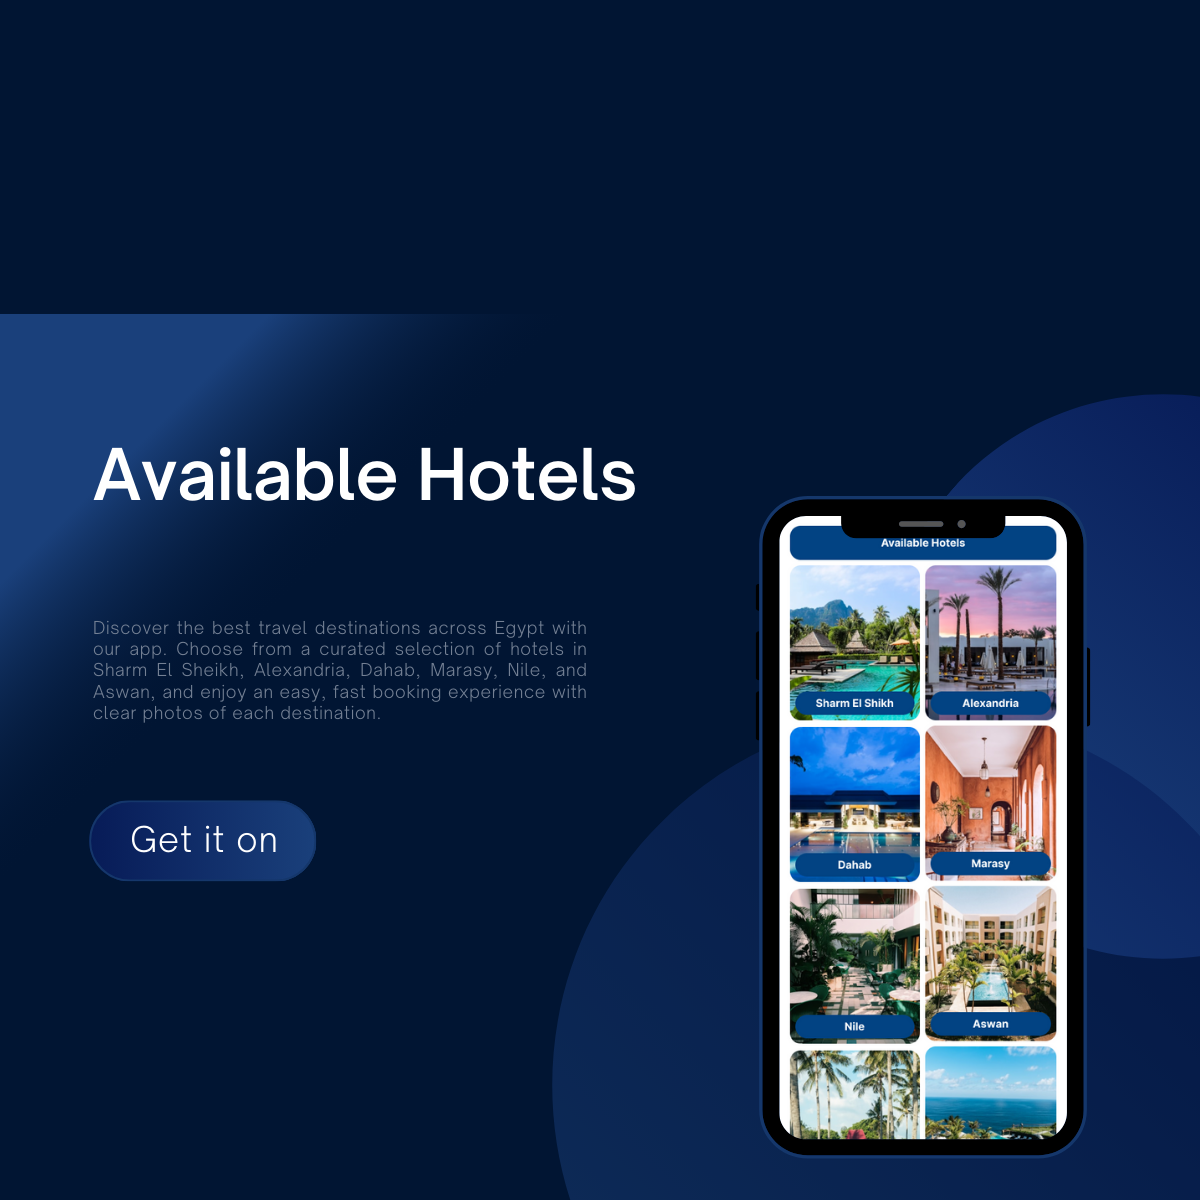 Available Hotels
Discover the best travel destinations across Egypt with
our app. Choose from a curated selection of hotels in
Sharm El Sheikh, Alexandria, Dahab, Marasy, Nile, and
Aswan, and enjoy an easy, fast booking experience with
clear photos of each destination.
Get it on
Available Hotels
Sharm El Shikh
Alexandria
Dahab
Marasy
Nile
Aswan